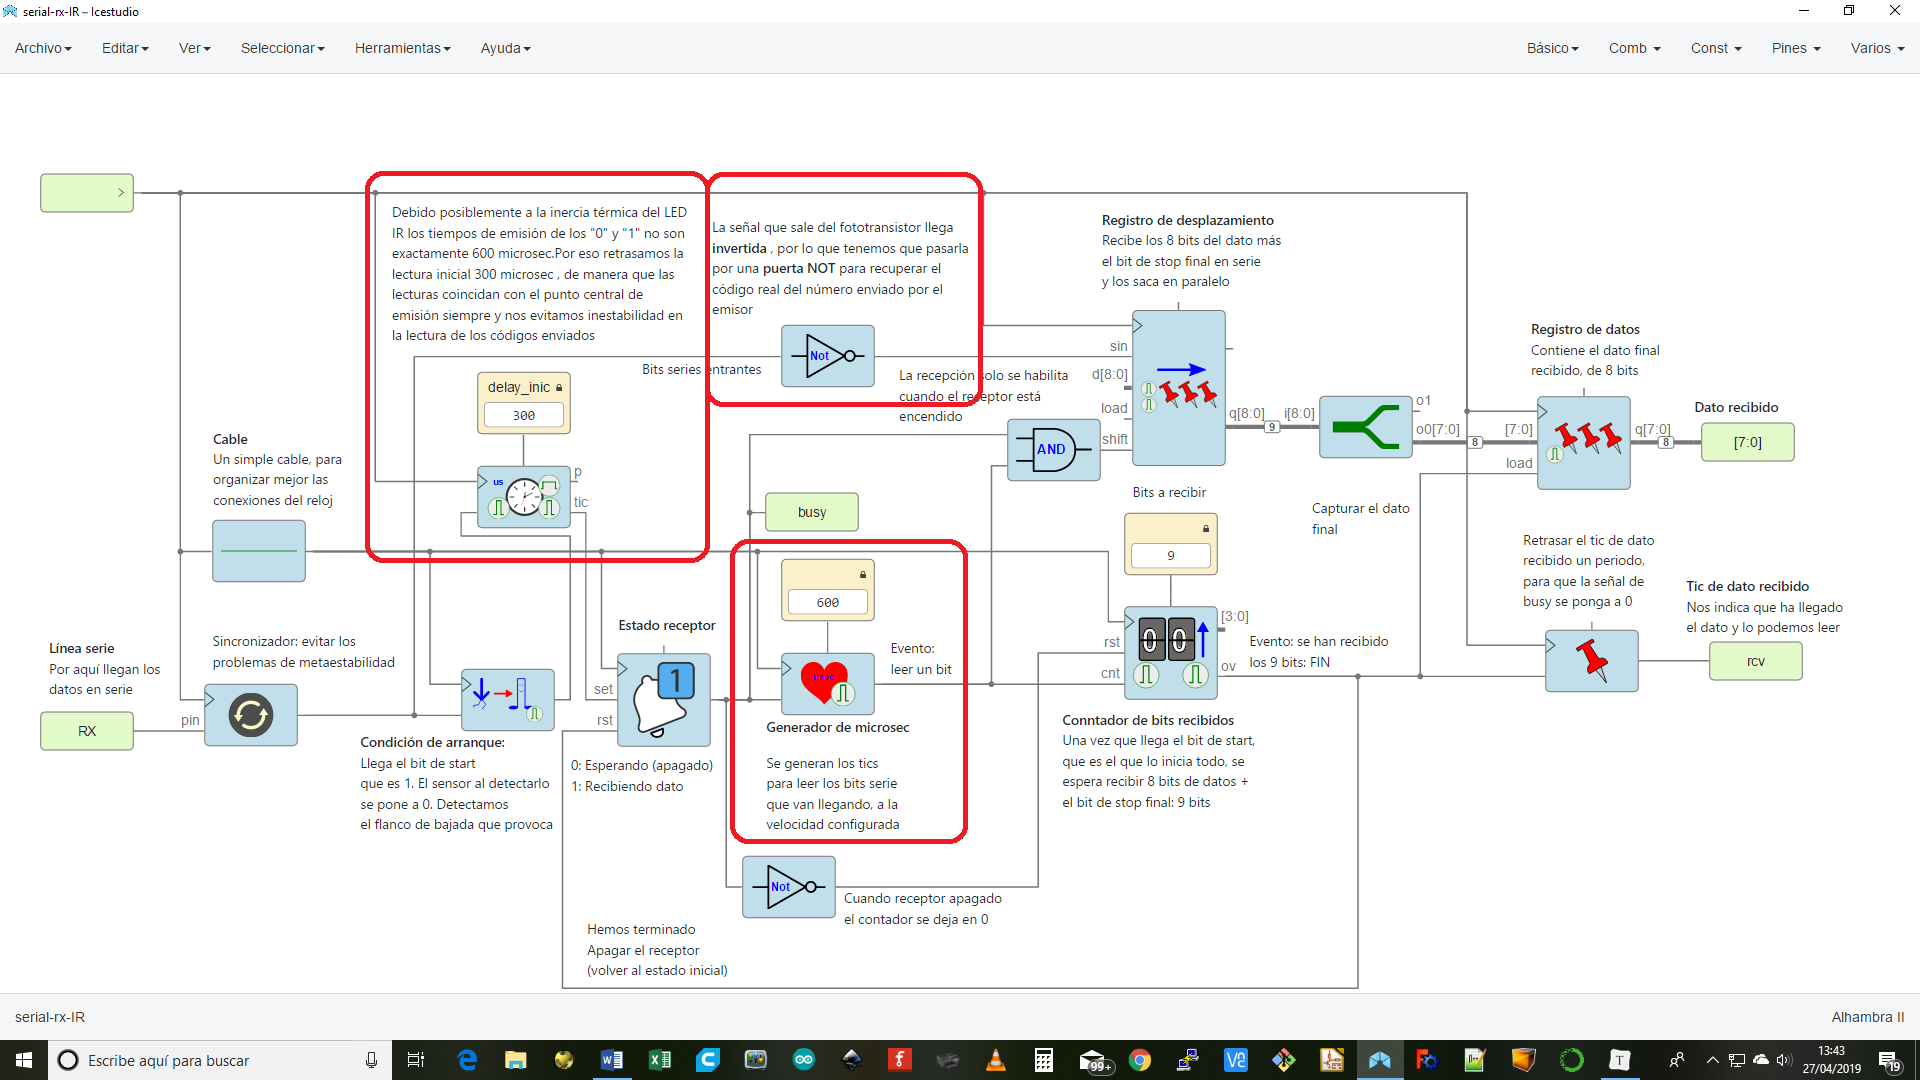 serial-rx-IR – Icestudio
Archivo Editar Ver Seleccionar Herramientas Ayuda Básico Comb Const Pines Varios
Debido posiblemente a la inercia térmica del LED
IR los tiempos de emisión de los "0" y "1" no son
exactamente 600 microsec.Por eso retrasamos la
lectura inicial 300 microsec , de manera que las
lecturas coincidan con el punto central de
emisión siempre y nos evitamos inestabilidad en
la lectura de los códigos enviados
La señal que sale del fototransistor llega
invertida , por lo que tenemos que pasarla
por una puerta NOT para recuperar el
código real del número enviado por el
emisor
Not
Bits series entrantes
La recepción solo se habilita
cuando el receptor está
encendido
Registro de desplazamiento
Recibe los 8 bits del dato más
el bit de stop final en serie
y los saca en paralelo
sin
d[8:0]
load
shift
q[8:0]
9
i[8:0]
o1
o0[7:0]
8
Registro de datos
Contiene el dato final
recibido, de 8 bits
[7:0]
load
q[7:0]
8
Dato recibido
[7:0]
delay_inic
300
us
p
tic
Cable
Un simple cable, para
organizar mejor las
conexiones del reloj
AND
busy
Bits a recibir
9
Capturar el dato
final
Retrasar el tic de dato
recibido un periodo,
para que la señal de
busy se ponga a 0
Tic de dato recibido
Nos indica que ha llegado
el dato y lo podemos leer
rcv
600
Evento:
leer un bit
Generador de microsec
Se generan los tics
para leer los bits serie
que van llegando, a la
velocidad configurada
Estado receptor
1
set
rst
0: Esperando (apagado)
1: Recibiendo dato
Línea serie
Por aquí llegan los
datos en serie
RX
pin
Sincronizador: evitar los
problemas de metaestabilidad
Condición de arranque:
Llega el bit de start
que es 1. El sensor al detectarlo
se pone a 0. Detectamos
el flanco de bajada que provoca
rst
cnt
0 0
[3:0]
ov
Evento: se han recibido
los 9 bits: FIN
Conntador de bits recibidos
Una vez que llega el bit de start,
que es el que lo inicia todo, se
espera recibir 8 bits de datos +
el bit de stop final: 9 bits
Not
Cuando receptor apagado
el contador se deja en 0
Hemos terminado
Apagar el receptor
(volver al estado inicial)
serial-rx-IR
Alhambra II
Escribe aquí para buscar
99+
13:43
27/04/2019
19